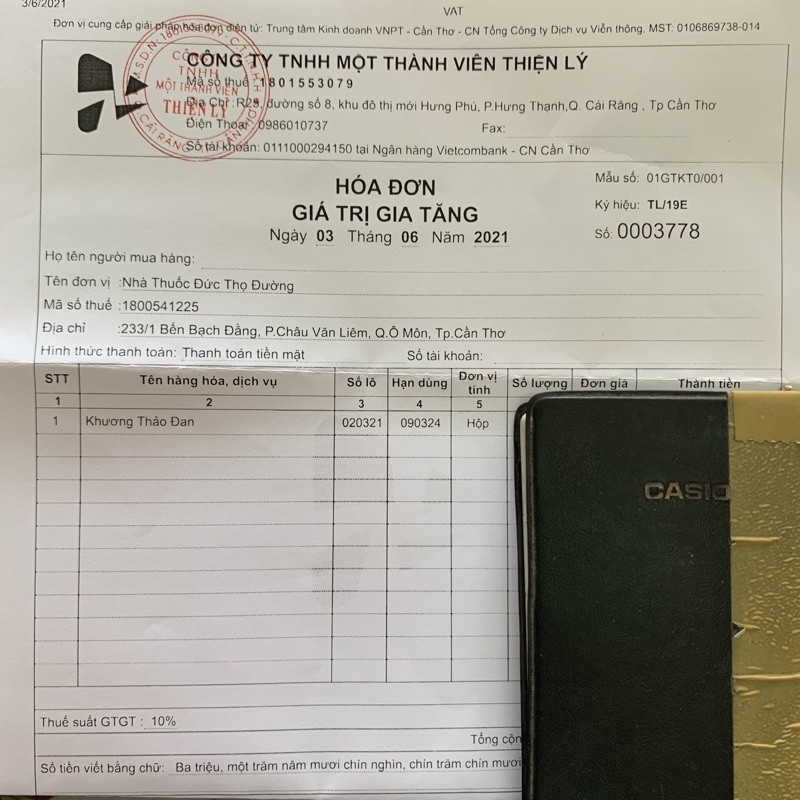 3/6/2021
VAT
Đơn vị cung cấp giải pháp hóa đơn điện tử: Trung tâm Kinh doanh VNPT - Cần Thơ - CN Tổng Công ty Dịch vụ Viễn thông, MST: 0106869738-014
CÔNG TY TNHH MỘT THÀNH VIÊN THIỆN LÝ
Mã số thuế: 1801553079
Địa Chỉ :R25, đường số 8, khu đô thị mới Hưng Phú, P.Hưng Thạnh,Q. Cái Răng , Tp Cần Thơ
Điện Thoại: 0986010737 Fax:
Số tài khoản: 0111000294150 tại Ngân hàng Vietcombank - CN Cần Thơ
TNHH
MỘT THÀNH VIÊN
THIỆN LÝ
HÓA ĐƠN
GIÁ TRỊ GIA TĂNG
Ngày 03 Tháng 06 Năm 2021
Mẫu số: 01GTKT0/001
Ký hiệu: TL/19E
Số: 0003778
Họ tên người mua hàng:
Tên đơn vị :Nhà Thuốc Đức Thọ Đường
Mã số thuế :1800541225
Địa chỉ :233/1 Bến Bạch Đằng, P.Châu Văn Liêm, Q.Ô Môn, Tp.Cần Thơ
Hình thức thanh toán: Thanh toán tiền mặt Số tài khoản:
STT Tên hàng hóa, dịch vụ Số lô Hạn dùng Đơn vị tính Số lượng Đơn giá Thành tiền
1 2 3 4 5
1 Khương Thảo Đan 020321 090324 Hộp
CASIO
Thuế suất GTGT : 10%
Tổng cộn
Số tiền viết bằng chữ: Ba triệu, một trăm năm mươi chín nghìn, chín trăm chín mươi